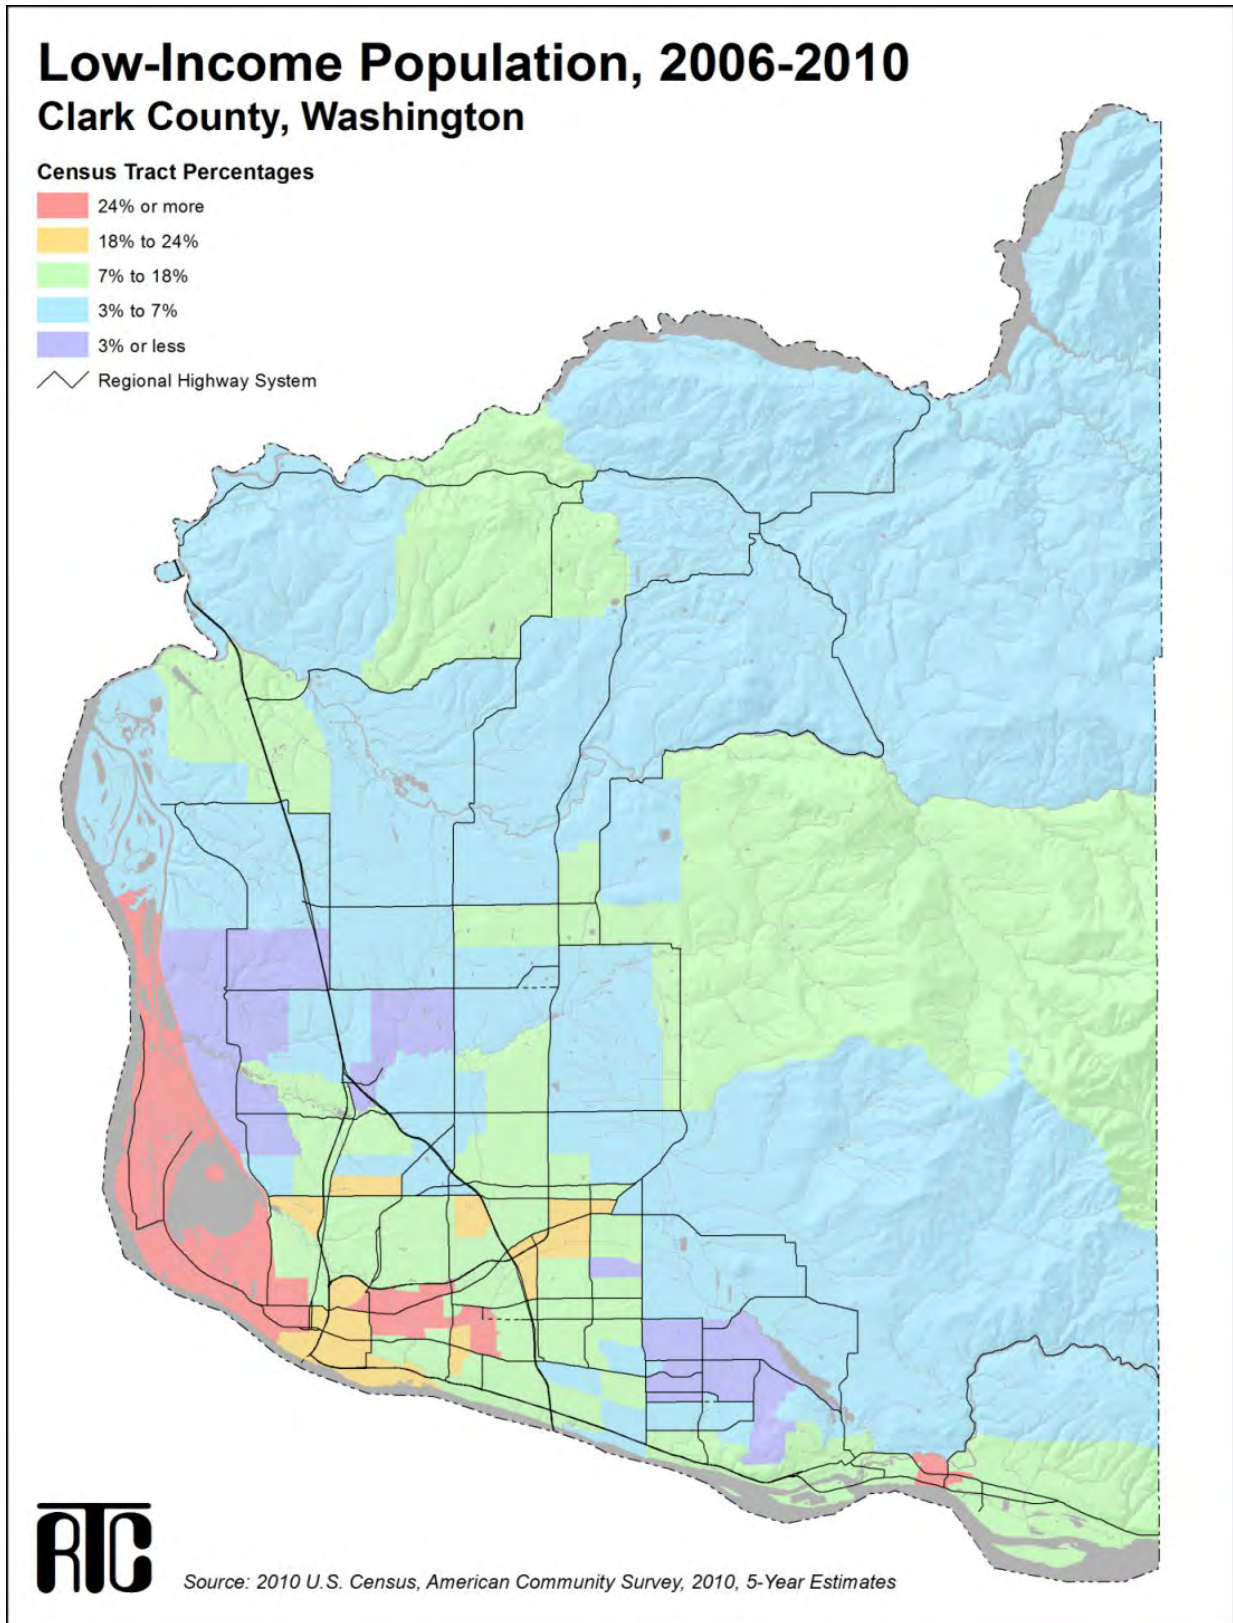 Low-Income Population, 2006-2010
Clark County, Washington
Census Tract Percentages
24% or more
18% to 24%
7% to 18%
3% to 7%
3% or less
Regional Highway System
RTC
Source: 2010 U.S. Census, American Community Survey, 2010, 5-Year Estimates